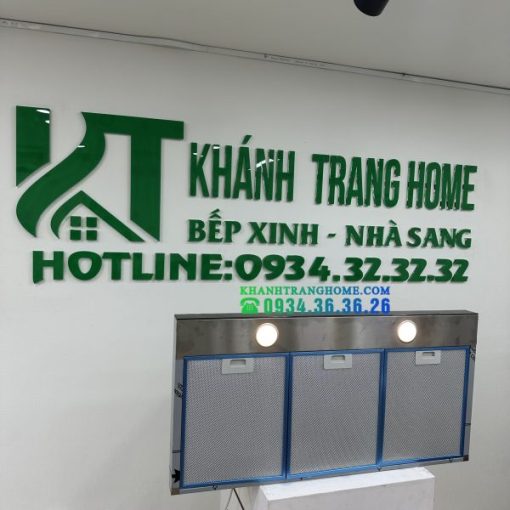 KT
KHÁNH TRANG HOME
BẾP XINH - NHÀ SANG
HOTLINE:0934.32.32.32
KHANHTRANGHOME.COM
☎0934.36.36.26